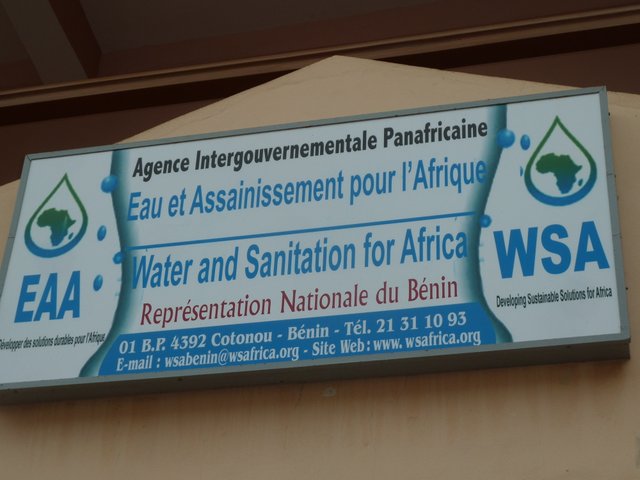 Agence Intergouvernementale Panafricaine
Eau et Assainissement pour l'Afrique
Water and Sanitation for Africa
Représentation Nationale du Bénin
01 B.P. 4392 Cotonou - Bénin - Tél. 21 31 10 93
E-mail : wsabenin@wsafrica.org - Site Web : www. wsafrica.org
EAA
Développer des solutions durables pour l'Afrique
WSA
Developing Sustainable Solutions for Africa